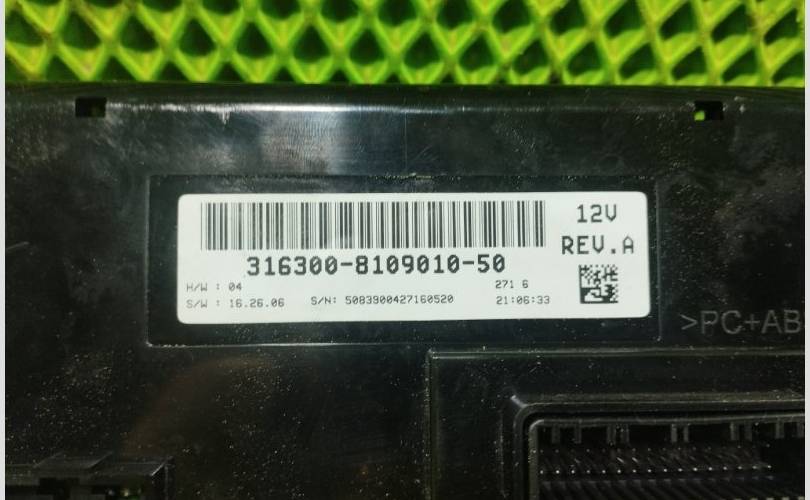 12V
REV.A
316300-8109010-50
H/W : 04 271 6
S/W : 16.26.06 S/N: 5083900427160520 21:06:33
>PC+AB